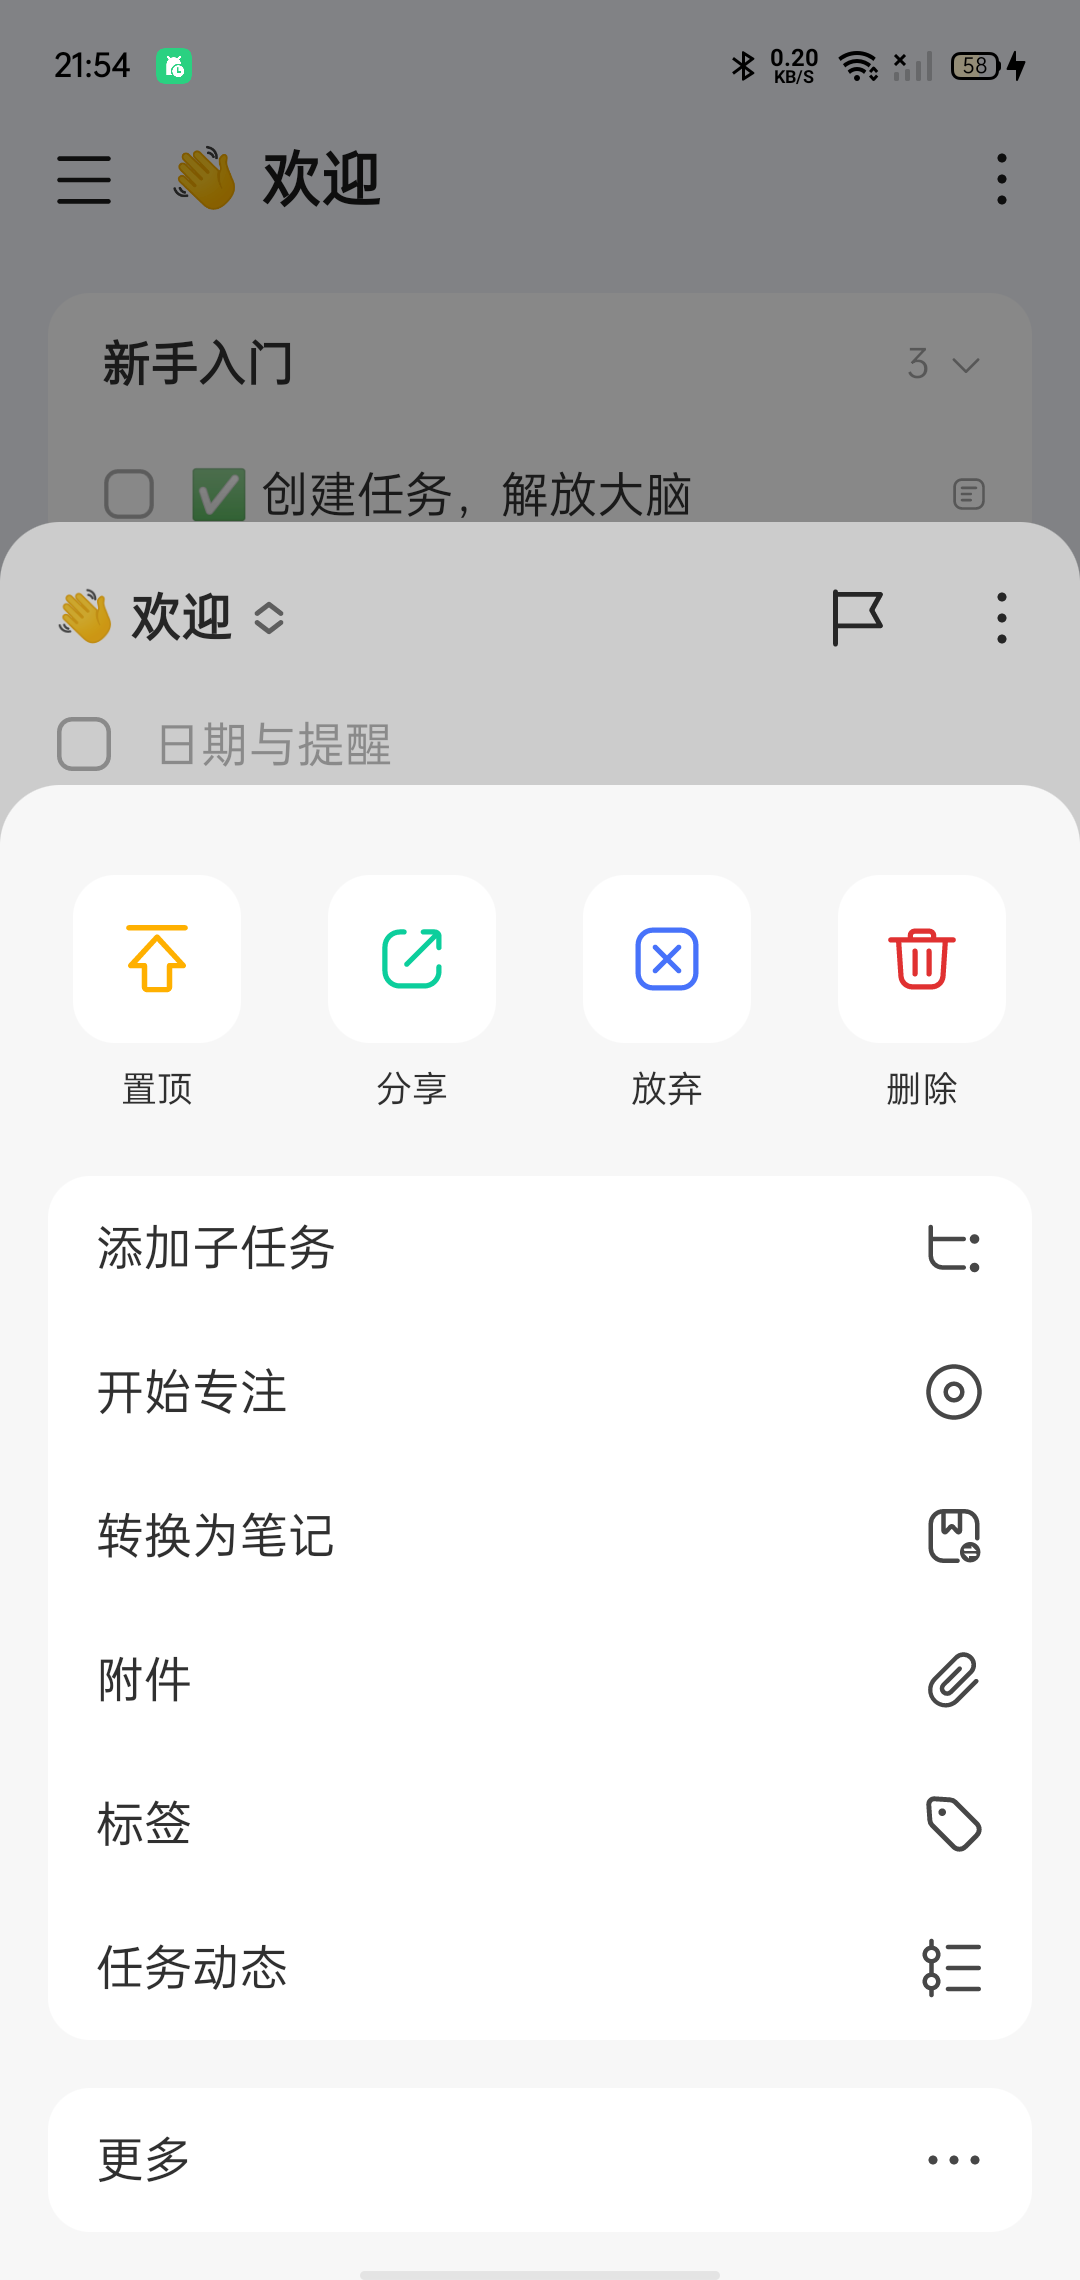 21:54
0.20
KB/S
58
👋 欢迎
新手入门 3
✅ 创建任务，解放大脑
👋 欢迎
日期与提醒
置顶 分享 放弃 删除
添加子任务
开始专注
转换为笔记
附件
标签
任务动态
更多